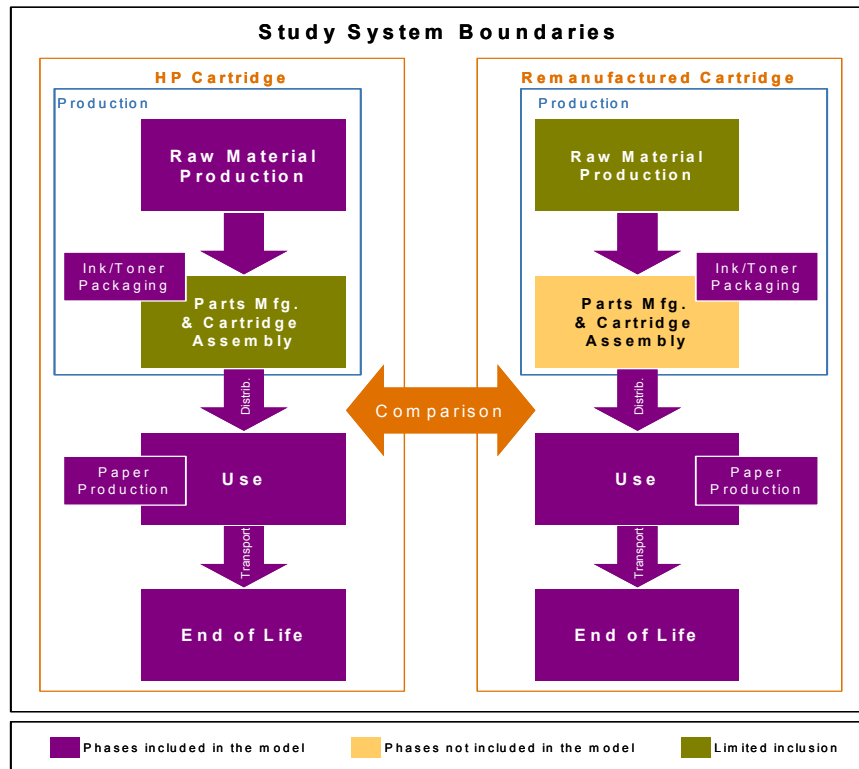 Study System Boundaries
HP Cartridge
Production
Raw Material
Production
Ink/Toner
Packaging
Parts Mfg.
& Cartridge
Assembly
Distrib.
Paper
Production
Use
Transport
End of Life
Comparison
Remanufactured Cartridge
Production
Raw Material
Production
Ink/Toner
Packaging
Parts Mfg.
& Cartridge
Assembly
Distrib.
Use
Paper
Production
Transport
End of Life
Phases included in the model
Phases not included in the model
Limited inclusion